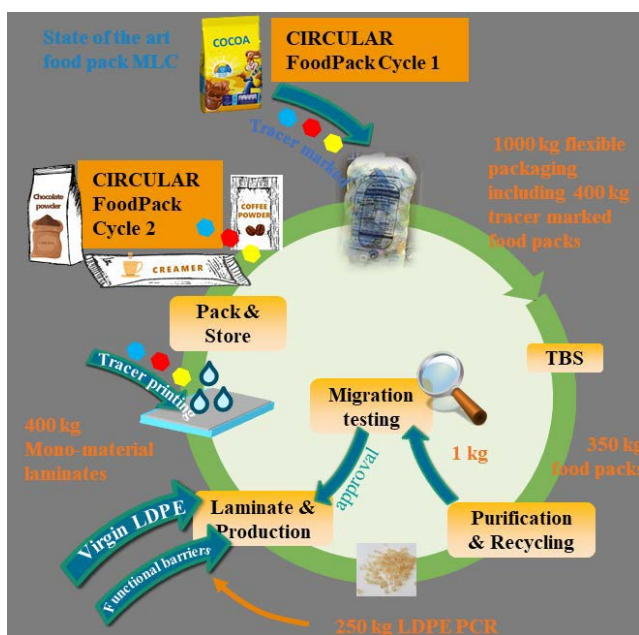 State of the art
food pack MLC
COCOA
CIRCULAR
FoodPack Cycle 1
Tracer marked
1000 kg flexible
packaging
including 400 kg
tracer marked
food packs
Chocolate
powder
CIRCULAR
FoodPack
Cycle 2
COFFEE
POWDER
CREAMER
Pack &
Store
TBS
Tracer printing
Migration
testing
400 kg
Mono-material
laminates
1 kg
350 kg
food packs
approval
Virgin LDPE
Laminate &
Production
Purification
& Recycling
Functional barriers
250 kg LDPE PCR